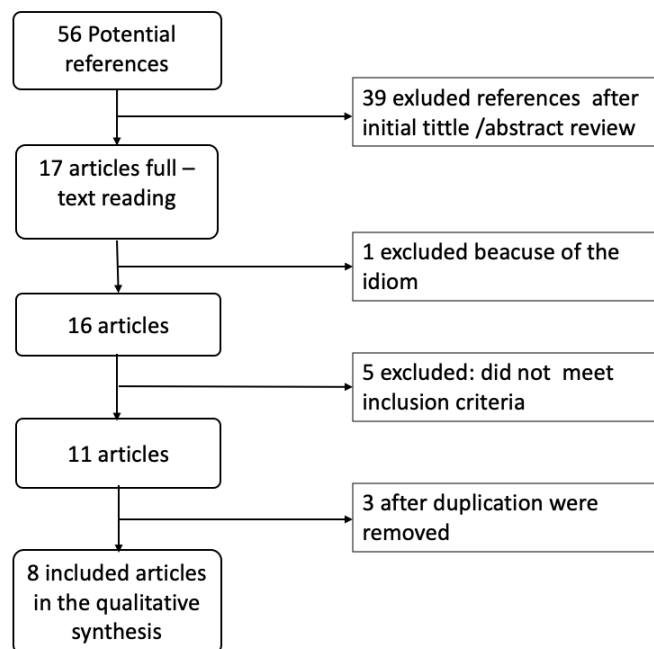 56 Potential
references
39 exluded references after
initial tittle /abstract review
17 articles full –
text reading
1 excluded beacuse of the
idiom
16 articles
5 excluded: did not meet
inclusion criteria
11 articles
3 after duplication were
removed
8 included articles
in the qualitative
synthesis